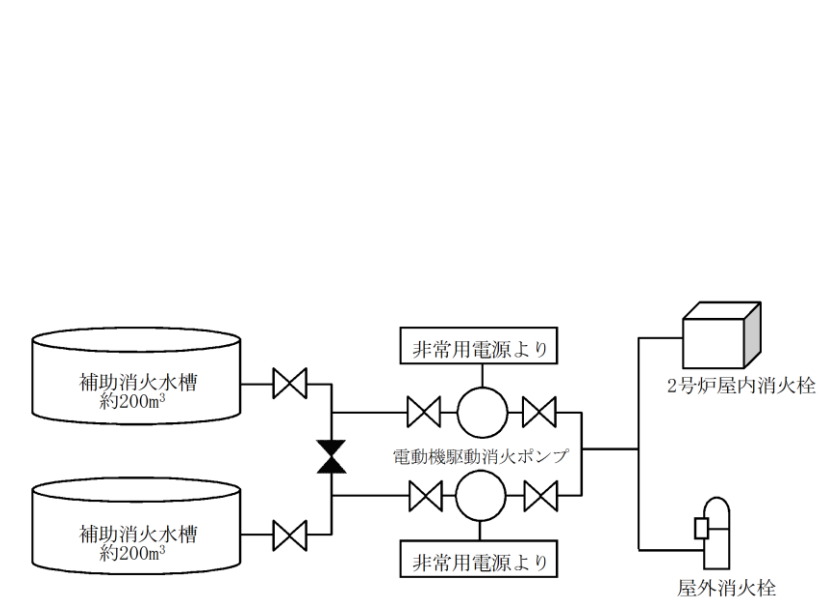 非常用電源より
補助消火水槽
約200m³
2号炉屋内消火栓
電動機駆動消火ポンプ
補助消火水槽
約200m³
非常用電源より
屋外消火栓